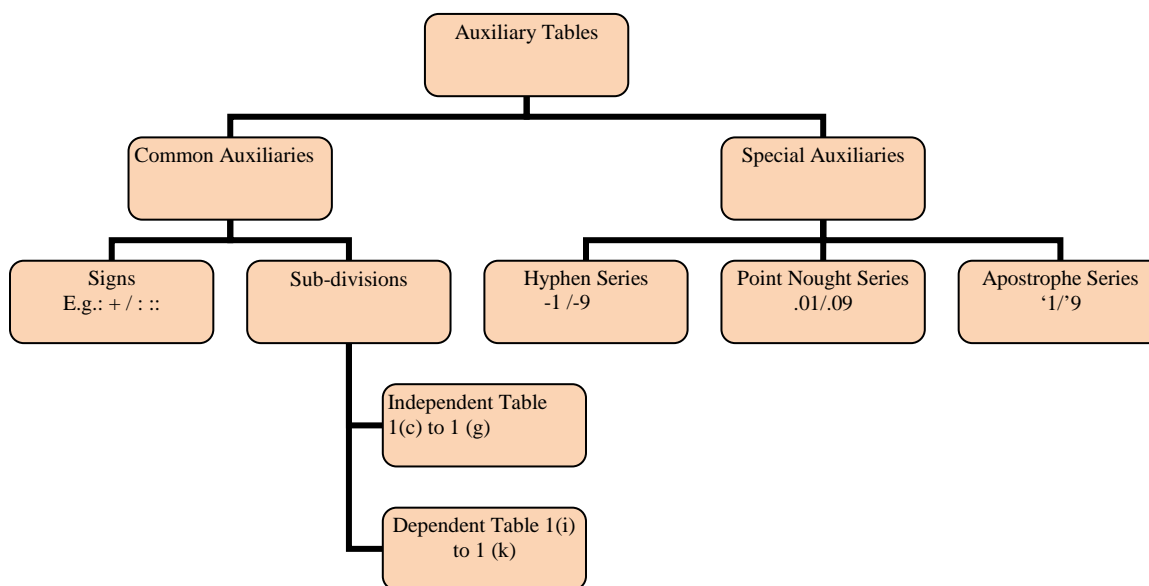 Auxiliary Tables
Common Auxiliaries
Special Auxiliaries
Signs
E.g.: + / : ::
Sub-divisions
Hyphen Series
-1 /-9
Point Nought Series
.01/.09
Apostrophe Series
‘1/’9
Independent Table
1(c) to 1 (g)
Dependent Table 1(i)
to 1 (k)